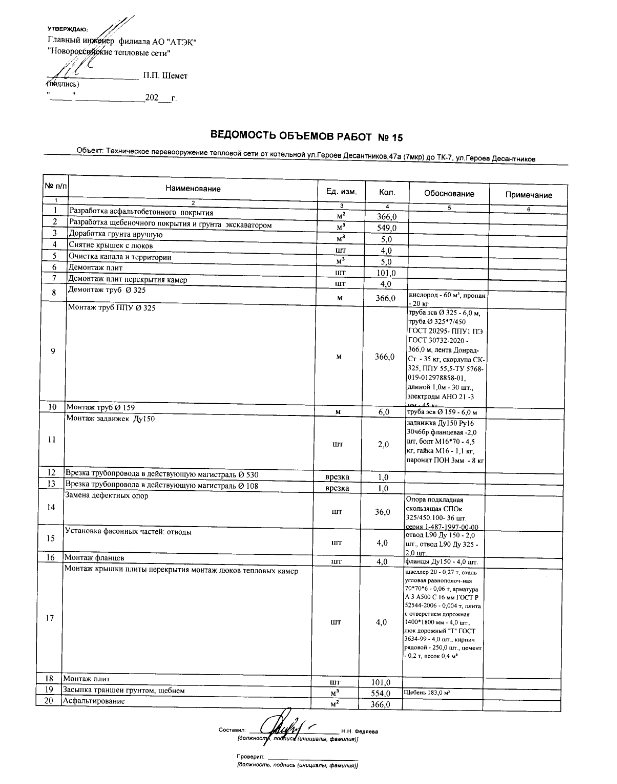 УТВЕРЖДАЮ:
Главный инженер филиала АО "АТЭК"
"Новороссийские тепловые сети"
П.П. Шемет
(подпись)
"_____" ______________202___г.
ВЕДОМОСТЬ ОБЪЕМОВ РАБОТ № 15
Объект: Техническое перевооружение тепловой сети от котельной ул.Героев Десантников,47а (7мкр) до ТК-7, ул.Героев Десантников
№ п/п Наименование Ед. изм. Кол. Обоснование Примечание
1 2 3 4 5 6
1 Разработка асфальтобетонного покрытия м² 366,0
2 Разработка щебеночного покрытия и грунта экскаватором м³ 549,0
3 Доработка грунта вручную м³ 5,0
4 Снятие крышек с люков шт 4,0
5 Очистка канала и территории м³ 5,0
6 Демонтаж плит шт 101,0
7 Демонтаж плит перекрытия камер шт 4,0
8 Демонтаж труб Ø 325 м 366,0 кислород - 60 м³, пропан
- 20 кг
9 Монтаж труб ППУ Ø 325 м 366,0 труба эсв Ø 325 - 6,0 м,
труба Ø 325*7/450
ГОСТ 20295- ППУ1 ПЭ
ГОСТ 30732-2020 -
366,0 м, лента Донрад-
Ст - 35 кг, скорлупа СК-
325, ППУ 55,5-ТУ 5768-
019-012978858-01,
длиной 1,0м - 30 шт.,
электроды АНО 21 -3
мм - 45 кг
10 Монтаж труб Ø 159 м 6,0 труба эсв Ø 159 - 6,0 м
11 Монтаж задвижек Ду150 шт 2,0 задвижка Ду150 Ру16
30ч6бр фланцевая -2,0
шт, болт М16*70 - 4,5
кг, гайка М16 - 1,1 кг,
паронит ПОН 3мм - 8 кг
12 Врезка трубопровода в действующую магистраль Ø 530 врезка 1,0
13 Врезка трубопровода в действующую магистраль Ø 108 врезка 1,0
14 Замена дефектных опор шт 36,0 Опора подкладная
скользящая СПОк
325/450.100- 36 шт
серия 1-487-1997-00-00
15 Установка фасонных частей: отводы шт 4,0 отвод L90 Ду 150 - 2,0
шт., отвод L90 Ду 325 -
2,0 шт
16 Монтаж фланцев шт 4,0 фланцы Ду150 - 4,0 шт.
17 Монтаж крышки плиты перекрытия монтаж люков тепловых камер шт 4,0 швеллер 20 - 0,27 т, сталь
угловая равнополочная
70*70*6 - 0,06 т, арматура
А 3 А500 С 16 мм ГОСТ Р
52544-2006 - 0,004 т, плита
с отверстием дорожная
1400*1800 мм - 4,0 шт.,
люк дорожный "Т" ГОСТ
3634-99 - 4,0 шт., кирпич
рядовой - 250,0 шт., цемент
- 0,2 т, песок 0,4 м³
18 Монтаж плит шт 101,0
19 Засыпка траншеи грунтом, щебнем м³ 554,0 Щебень 183,0 м³
20 Асфальтирование м² 366,0
Составил: Н.Н. Федяева
[должность, подпись (инициалы, фамилия)]
Проверил:
[должность, подпись (инициалы, фамилия)]